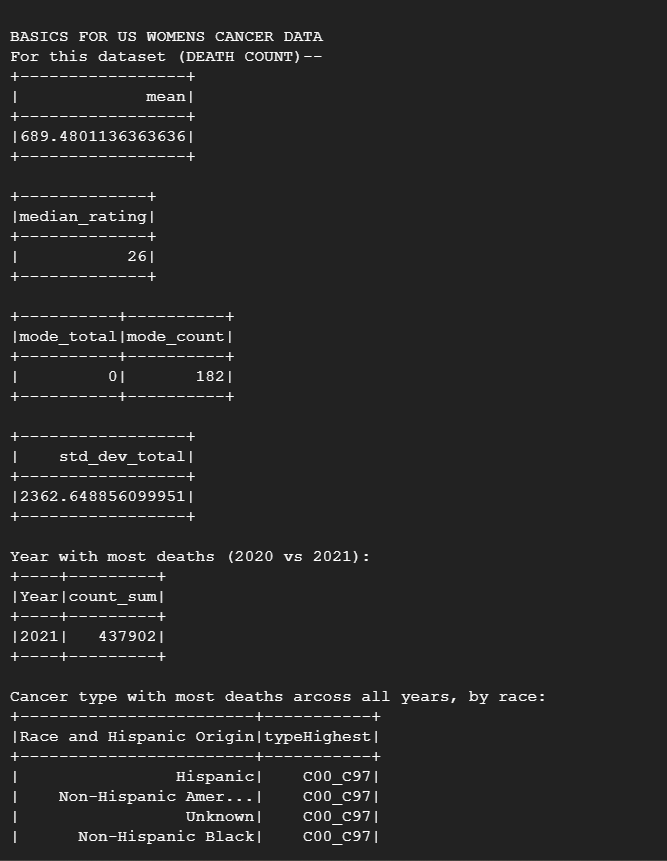 BASICS FOR US WOMENS CANCER DATA
For this dataset (DEATH COUNT)--
+-----------------+
|             mean|
+-----------------+
|689.4801136363636|
+-----------------+
+-------------+
|median_rating|
+-------------+
|           26|
+-------------+
+----------+----------+
|mode_total|mode_count|
+----------+----------+
|         0|       182|
+----------+----------+
+-----------------+
|    std_dev_total|
+-----------------+
|2362.648856099951|
+-----------------+
Year with most deaths (2020 vs 2021):
+----+---------+
|Year|count_sum|
+----+---------+
|2021|   437902|
+----+---------+
Cancer type with most deaths arcoss all years, by race:
+------------------------+-----------+
|Race and Hispanic Origin|typeHighest|
+------------------------+-----------+
|                Hispanic|    C00_C97|
|    Non-Hispanic Amer...|    C00_C97|
|                 Unknown|    C00_C97|
|      Non-Hispanic Black|    C00_C97|